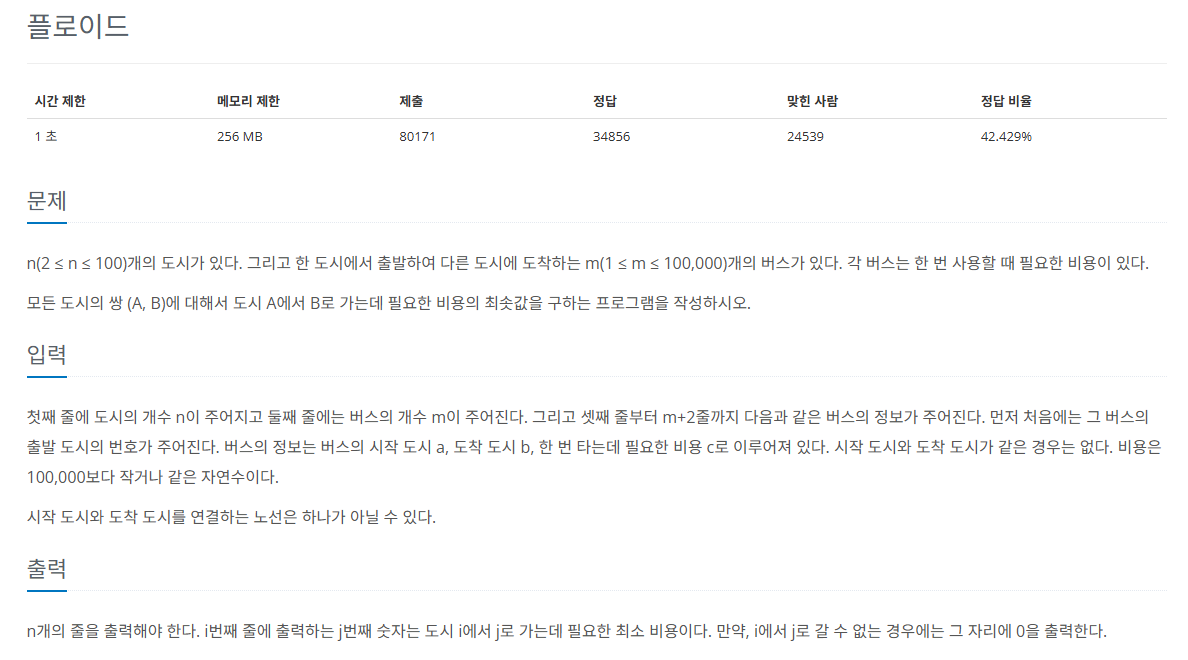 플로이드
시간 제한 메모리 제한 제출 정답 맞힌 사람 정답 비율
1 초 256 MB 80171 34856 24539 42.429%
문제
n(2 ≤ n ≤ 100)개의 도시가 있다. 그리고 한 도시에서 출발하여 다른 도시에 도착하는 m(1 ≤ m ≤ 100,000)개의 버스가 있다. 각 버스는 한 번 사용할 때 필요한 비용이 있다.
모든 도시의 쌍 (A, B)에 대해서 도시 A에서 B로 가는데 필요한 비용의 최솟값을 구하는 프로그램을 작성하시오.
입력
첫째 줄에 도시의 개수 n이 주어지고 둘째 줄에는 버스의 개수 m이 주어진다. 그리고 셋째 줄부터 m+2줄까지 다음과 같은 버스의 정보가 주어진다. 먼저 처음에는 그 버스의
출발 도시의 번호가 주어진다. 버스의 정보는 버스의 시작 도시 a, 도착 도시 b, 한 번 타는데 필요한 비용 c로 이루어져 있다. 시작 도시와 도착 도시가 같은 경우는 없다. 비용은
100,000보다 작거나 같은 자연수이다.
시작 도시와 도착 도시를 연결하는 노선은 하나가 아닐 수 있다.
출력
n개의 줄을 출력해야 한다. i번째 줄에 출력하는 j번째 숫자는 도시 i에서 j로 가는데 필요한 최소 비용이다. 만약, i에서 j로 갈 수 없는 경우에는 그 자리에 0을 출력한다.